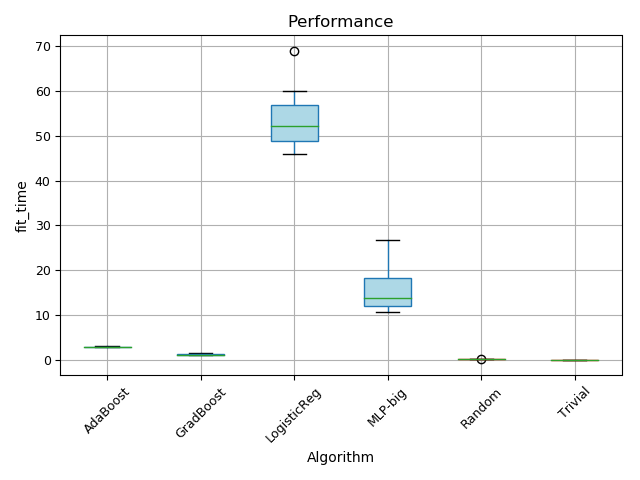 Performance
70
60
50
40
30
20
10
0
fit_time
AdaBoost
GradBoost
LogisticReg
MLP-big
Random
Trivial
Algorithm